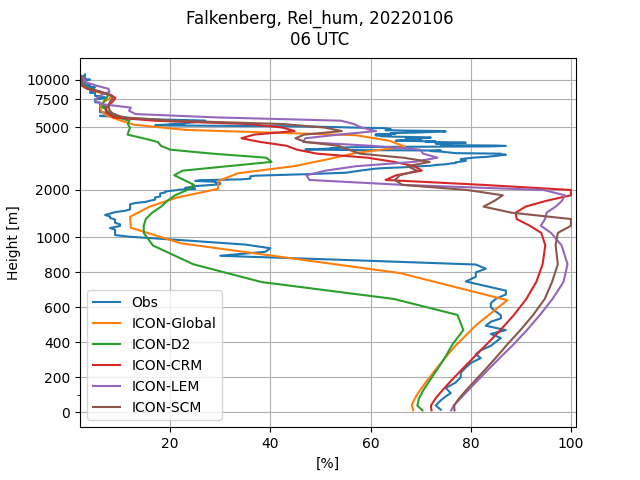 Falkenberg, Rel_hum, 20220106
06 UTC
10000
7500
5000
2000
1000
800
600
400
200
0
Height [m]
Obs
ICON-Global
ICON-D2
ICON-CRM
ICON-LEM
ICON-SCM
20 40 60 80 100
[%]